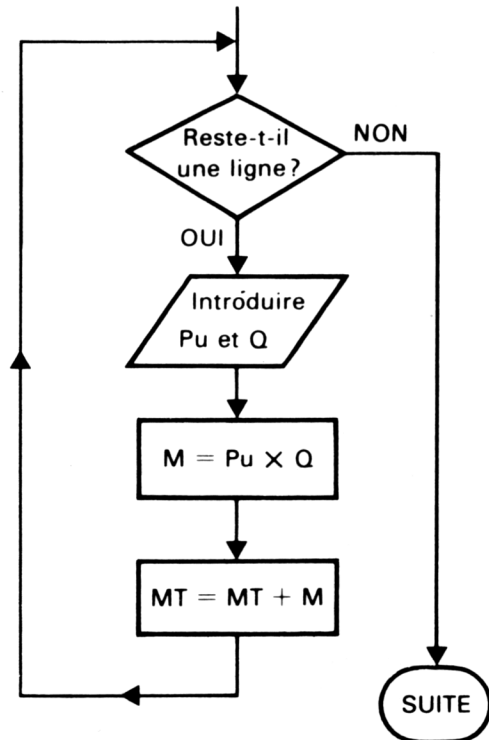 Reste-t-il
une ligne?
NON
OUI
Introduire
Pu et Q
M = Pu × Q
MT = MT + M
SUITE